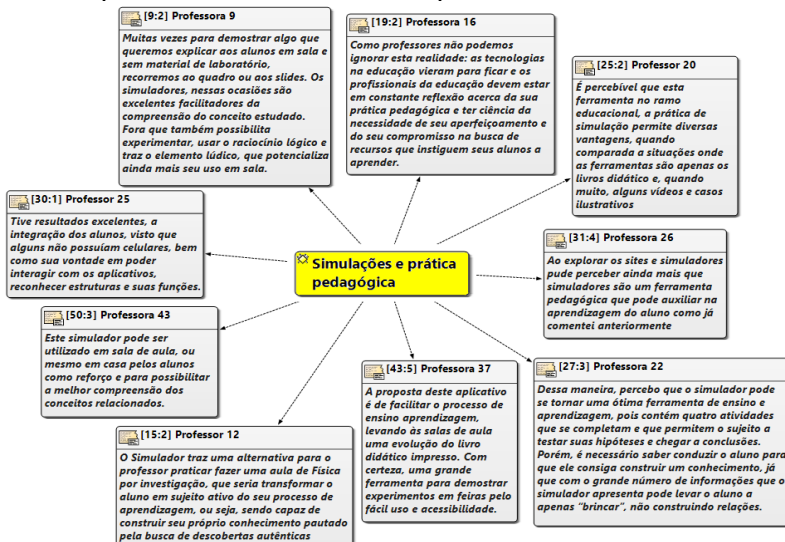 [9:2] Professora 9
Muitas vezes para demostrar algo que
queremos explicar aos alunos em sala e
sem material de laboratório,
recorremos ao quadro ou aos slides. Os
simuladores, nessas ocasiões são
excelentes facilitadores da
compreensão do conceito estudado.
Fora que também possibilita
experimentar, usar o raciocínio lógico e
traz o elemento lúdico, que potencializa
ainda mais seu uso em sala.
[19:2] Professora 16
Como professores não podemos
ignorar esta realidade: as tecnologias
na educação vieram para ficar e os
profissionais da educação devem estar
em constante reflexão acerca da sua
prática pedagógica e ter ciência da
necessidade de seu aperfeiçoamento e
do seu compromisso na busca de
recursos que instiguem seus alunos a
aprender.
[25:2] Professor 20
É percebível que esta
ferramenta no ramo
educacional, a prática de
simulação permite diversas
vantagens, quando
comparada a situações onde
as ferramentas são apenas os
livros didático e, quando
muito, alguns vídeos e casos
ilustrativos
[30:1] Professor 25
Tive resultados excelentes, a
integração dos alunos, visto que
alguns não possuíam celulares, bem
como sua vontade em poder
interagir com os aplicativos,
reconhecer estruturas e suas funções.
Simulações e prática
pedagógica
[31:4] Professora 26
Ao explorar os sites e simuladores
pude perceber ainda mais que
simuladores são um ferramenta
pedagógica que pode auxiliar na
aprendizagem do aluno como já
comentei anteriormente
[50:3] Professora 43
Este simulador pode ser
utilizado em sala de aula, ou
mesmo em casa pelos alunos
como reforço e para possibilitar
a melhor compreensão dos
conceitos relacionados.
[43:5] Professora 37
A proposta deste aplicativo
é de facilitar o processo de
ensino aprendizagem,
levando às salas de aula
uma evolução do livro
didático impresso. Com
certeza, uma grande
ferramenta para demostrar
experimentos em feiras pelo
fácil uso e acessibilidade.
[27:3] Professora 22
Dessa maneira, percebo que o simulador pode
se tornar uma ótima ferramenta de ensino e
aprendizagem, pois contém quatro atividades
que se completam e que permitem o sujeito a
testar suas hipóteses e chegar a conclusões.
Porém, é necessário saber conduzir o aluno para
que ele consiga construir um conhecimento, já
que com o grande número de informações que o
simulador apresenta pode levar o aluno a
apenas "brincar", não construindo relações.
[15:2] Professor 12
O Simulador traz uma alternativa para o
professor praticar fazer uma aula de Física
por investigação, que seria transformar o
aluno em sujeito ativo do seu processo de
aprendizagem, ou seja, sendo capaz de
construir seu próprio conhecimento pautado
pela busca de descobertas autênticas